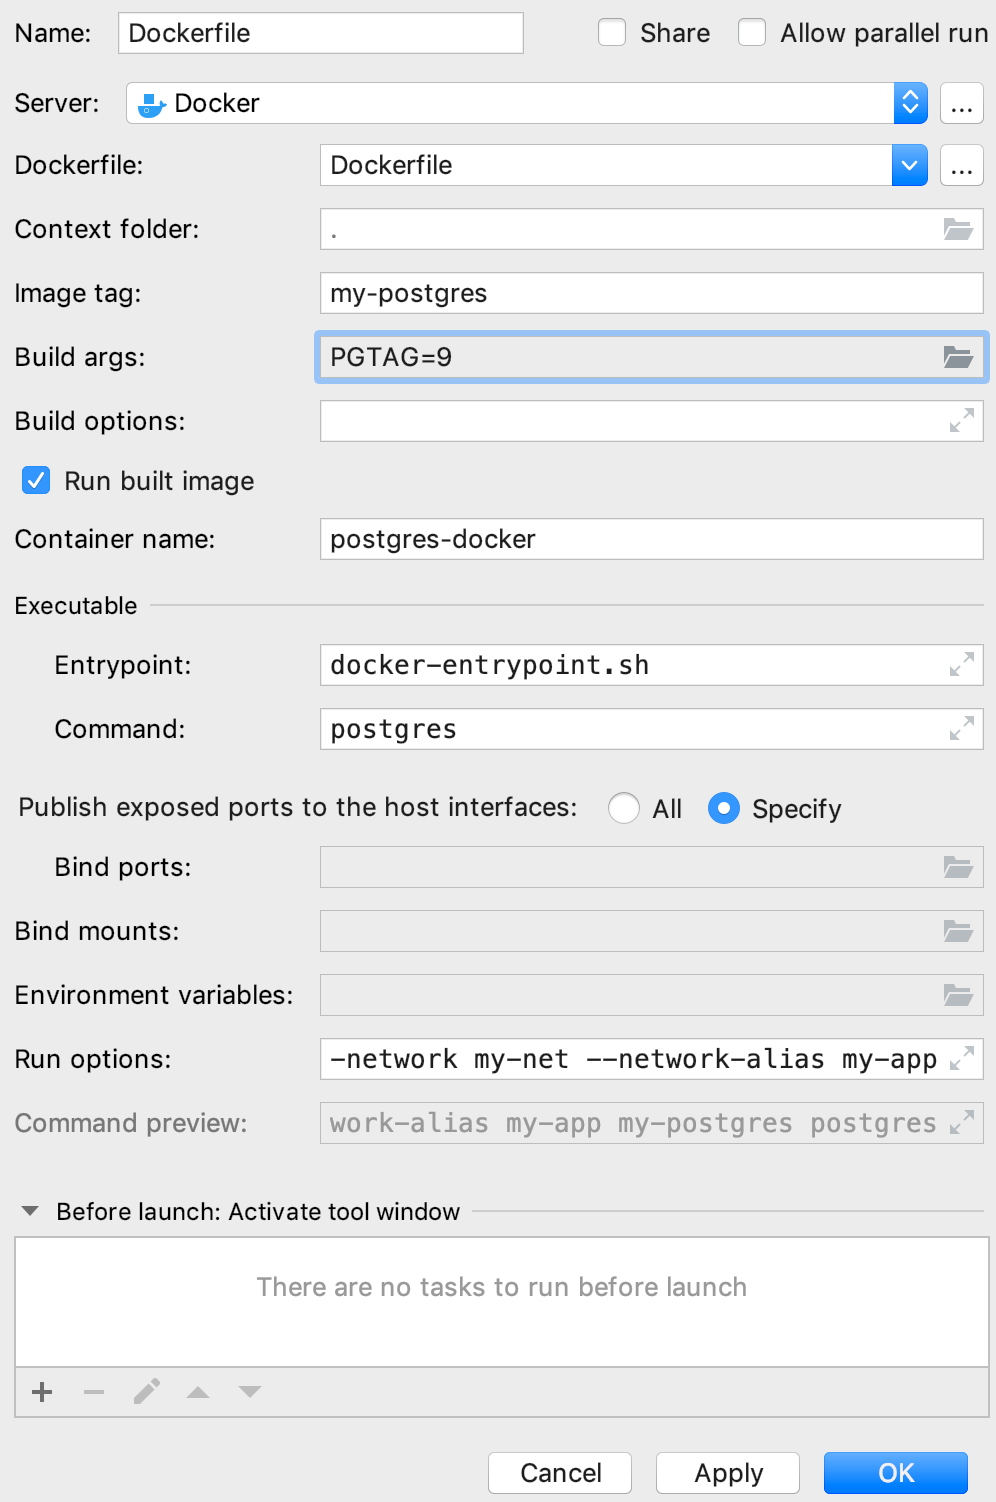 Name: Dockerfile Share Allow parallel run
Server: Docker ...
Dockerfile: Dockerfile ...
Context folder: .
Image tag: my-postgres
Build args: PGTAG=9
Build options:
Run built image
Container name: postgres-docker
Executable
Entrypoint: docker-entrypoint.sh
Command: postgres
Publish exposed ports to the host interfaces: All Specify
Bind ports:
Bind mounts:
Environment variables:
Run options: -network my-net --network-alias my-app
Command preview: work-alias my-app my-postgres postgres
Before launch: Activate tool window
There are no tasks to run before launch
Cancel Apply OK